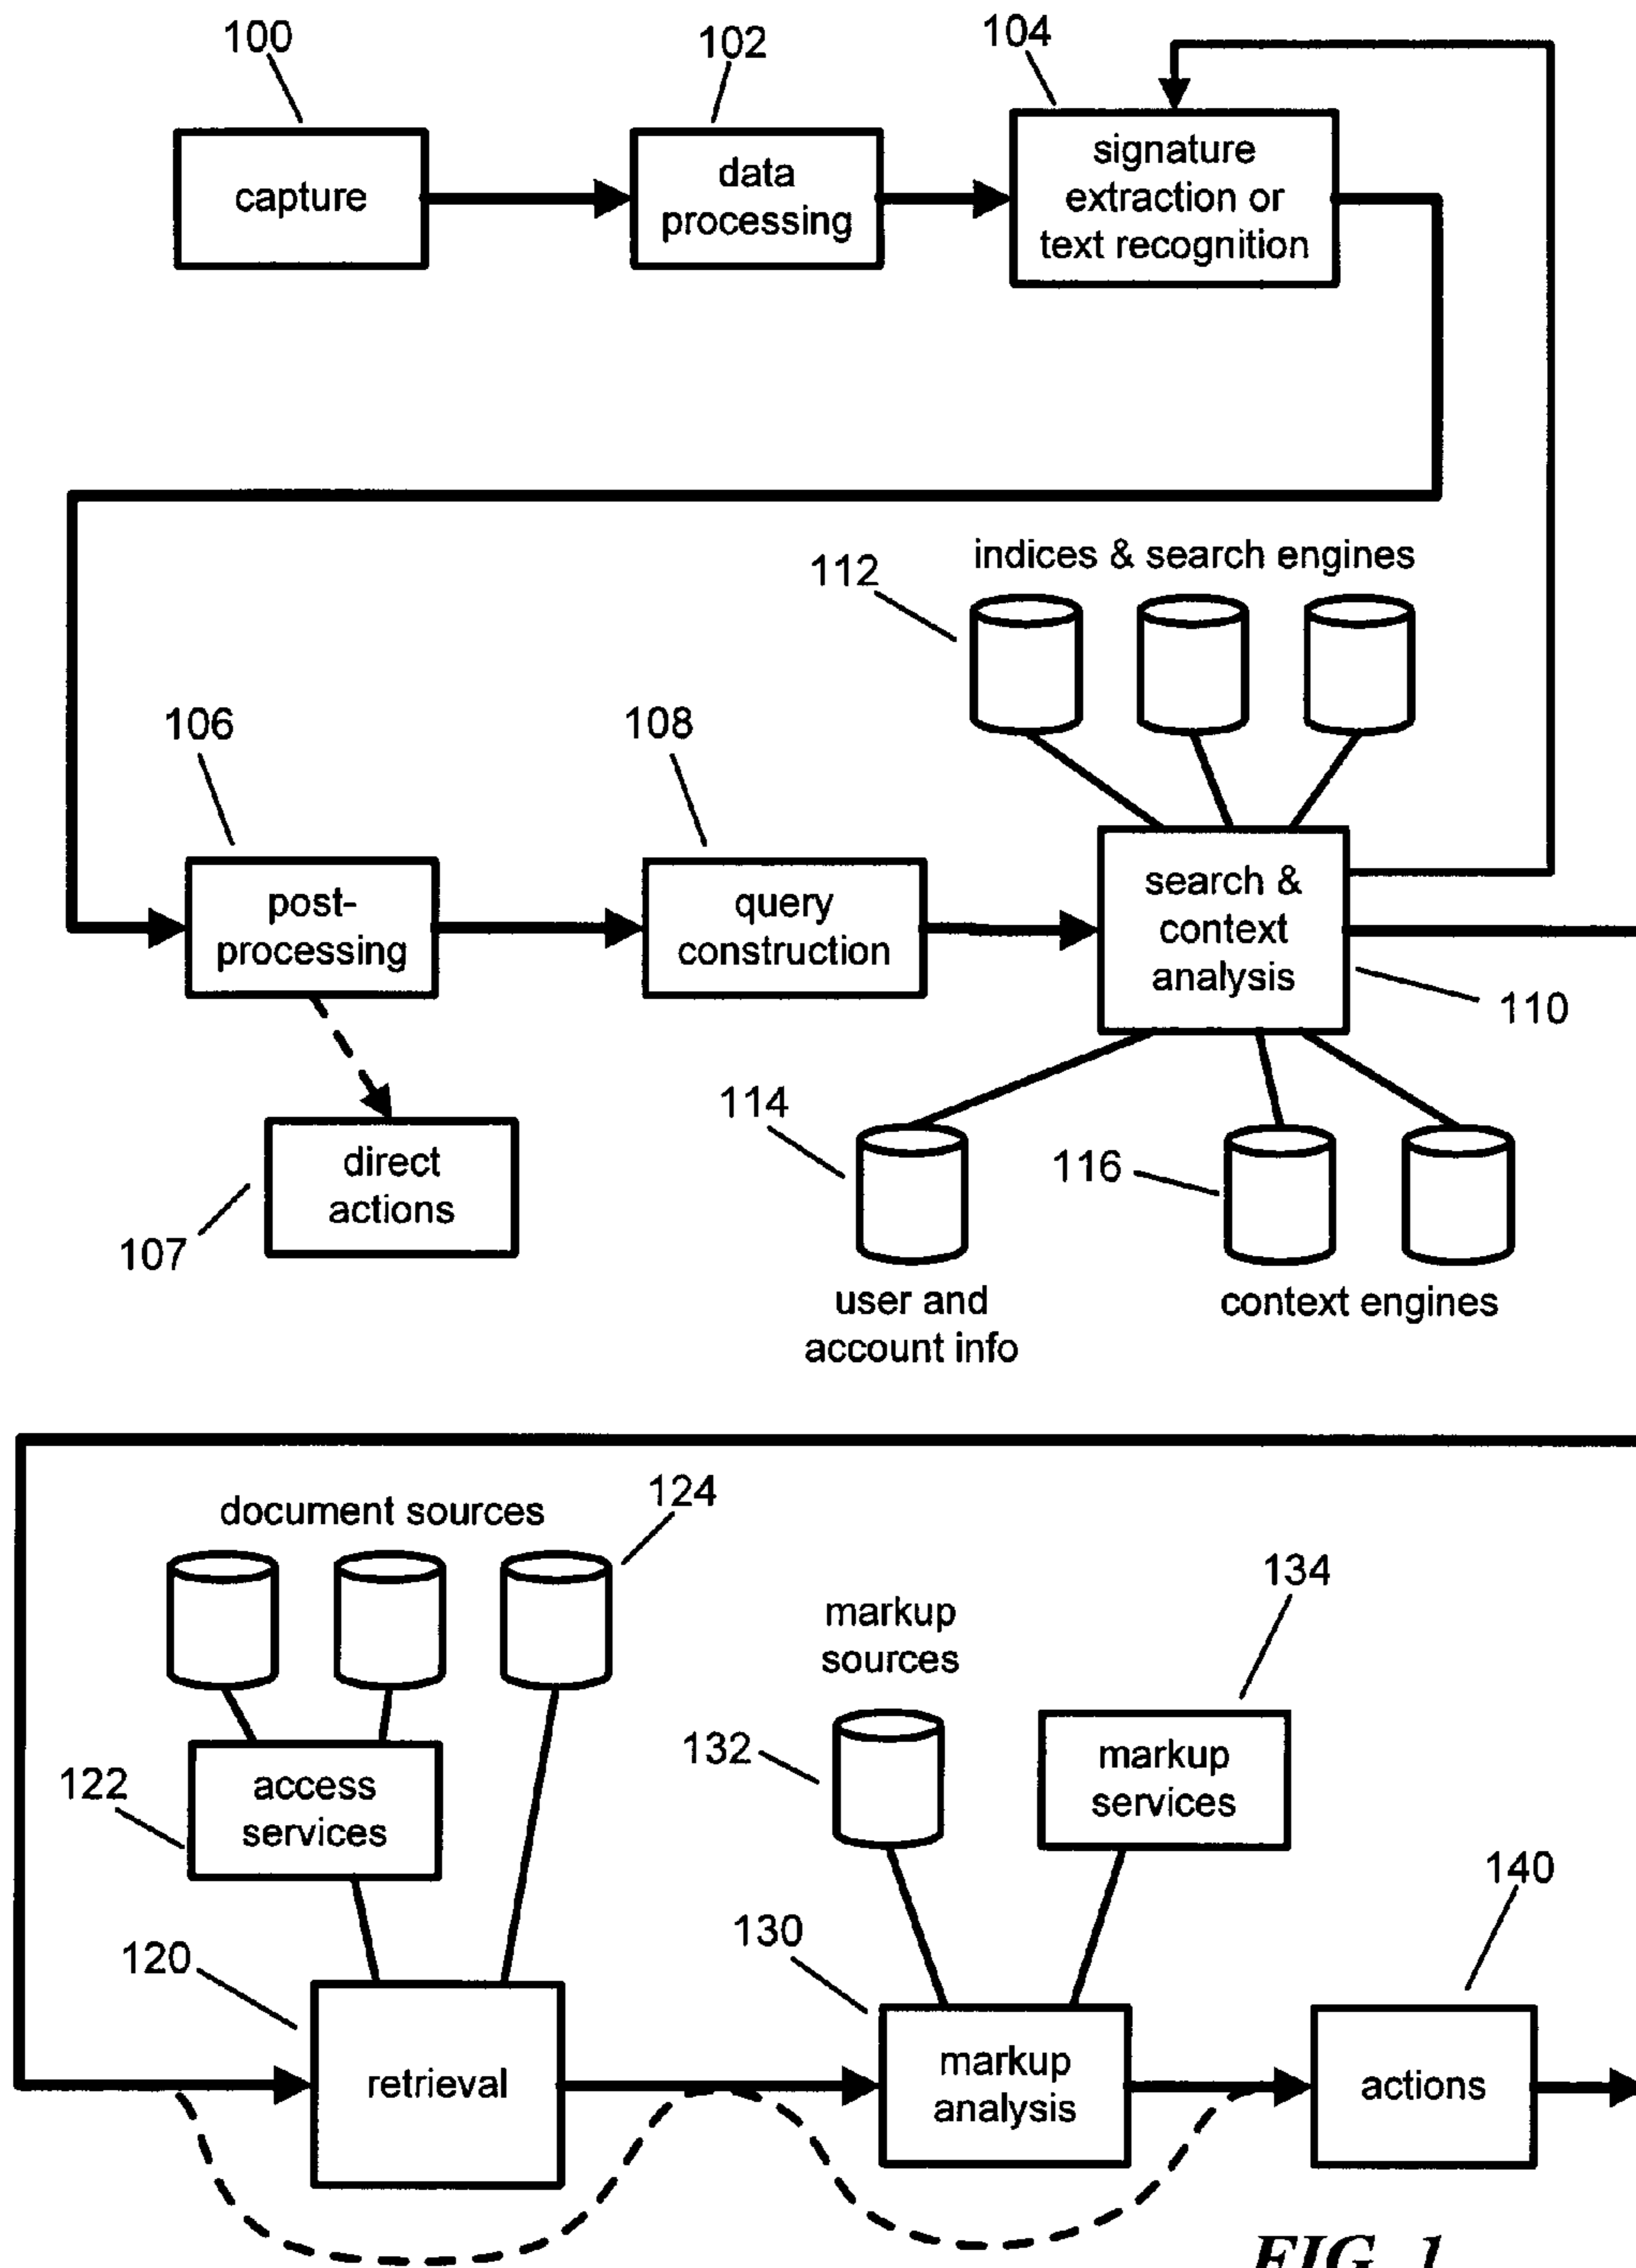 100
102
104
capture
data
processing
signature
extraction or
text recognition
indices & search engines
112
106
108
post-
processing
query
construction
search &
context
analysis
110
114
116
direct
actions
107
user and
account info
context engines
document sources
124
134
markup
sources
132
markup
services
122
access
services
140
130
120
retrieval
markup
analysis
actions
FIG. 1